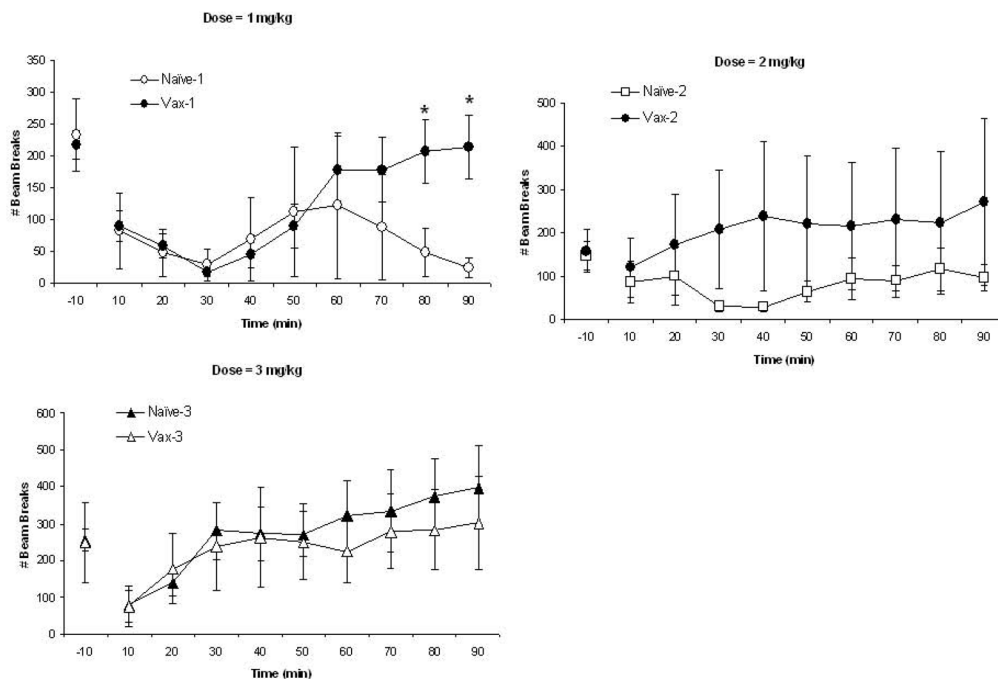 Dose = 1 mg/kg
350
300
250
200
150
100
50
0
# Beam Breaks
Naïve-1
Vax-1
*
*
-10 10 20 30 40 50 60 70 80 90
Time (min)
Dose = 2 mg/kg
500
400
300
200
100
0
# Beam Breaks
Naïve-2
Vax-2
-10 10 20 30 40 50 60 70 80 90
Time (min)
Dose = 3 mg/kg
600
500
400
300
200
100
0
# Beam Breaks
Naïve-3
Vax-3
-10 10 20 30 40 50 60 70 80 90
Time (min)